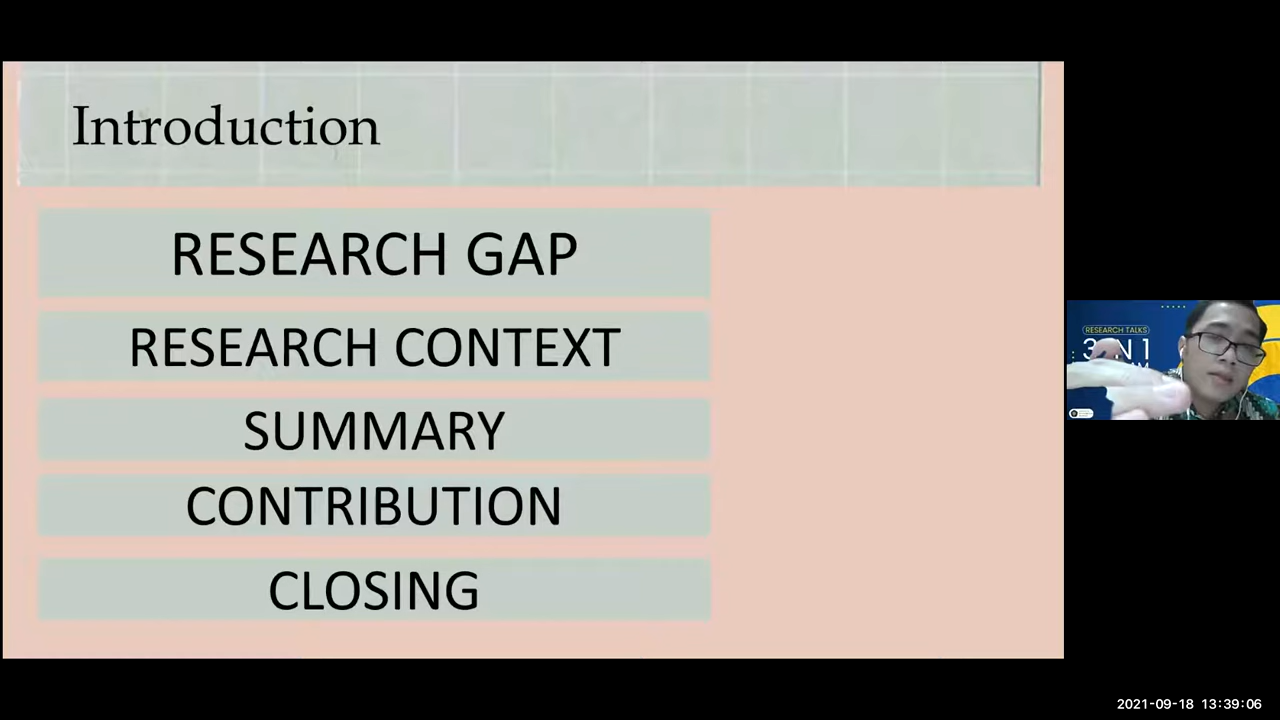 Introduction
RESEARCH GAP
RESEARCH CONTEXT
SUMMARY
CONTRIBUTION
CLOSING
RESEARCH TALKS
2021-09-18 13:39:06